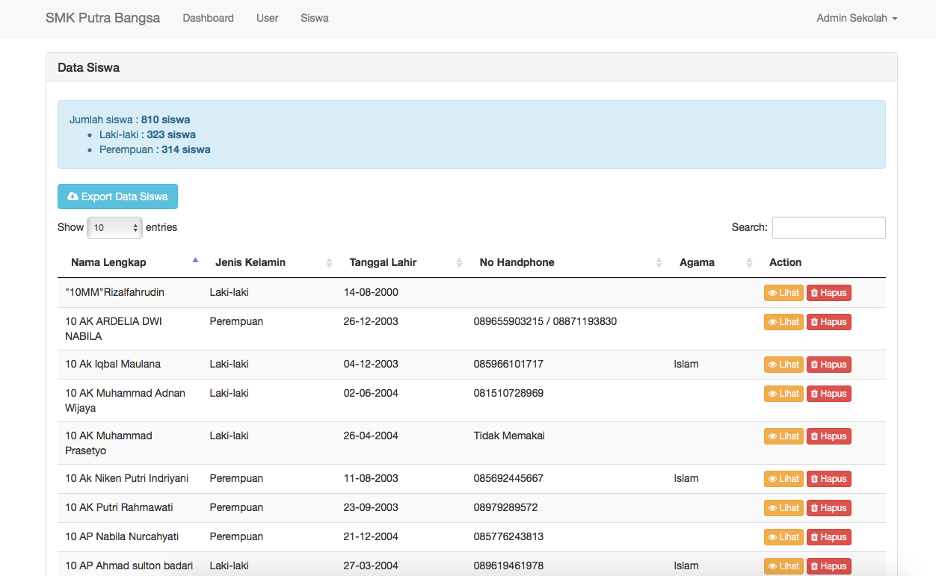 SMK Putra Bangsa Dashboard User Siswa Admin Sekolah
Data Siswa
Jumlah siswa : 810 siswa
Laki-laki : 323 siswa
Perempuan : 314 siswa
Export Data Siswa
Show 10 entries Search:
Nama Lengkap Jenis Kelamin Tanggal Lahir No Handphone Agama Action
"10MM"Rizalfahrudin Laki-laki 14-08-2000 Lihat Hapus
10 AK ARDELIA DWI Perempuan 26-12-2003 089655903215 / 08871193830 Lihat Hapus
NABILA
10 Ak Iqbal Maulana Laki-laki 04-12-2003 085966101717 Islam Lihat Hapus
10 AK Muhammad Adnan Laki-laki 02-06-2004 081510728969 Lihat Hapus
Wijaya
10 AK Muhammad Laki-laki 26-04-2004 Tidak Memakai Lihat Hapus
Prasetyo
10 Ak Niken Putri Indriyani Perempuan 11-08-2003 085692445667 Islam Lihat Hapus
10 AK Putri Rahmawati Perempuan 23-09-2003 08979289572 Lihat Hapus
10 AP Nabila Nurcahyati Perempuan 21-12-2004 085776243813 Lihat Hapus
10 AP Ahmad sulton badari Laki-laki 27-03-2004 089619461978 Islam Lihat Hapus